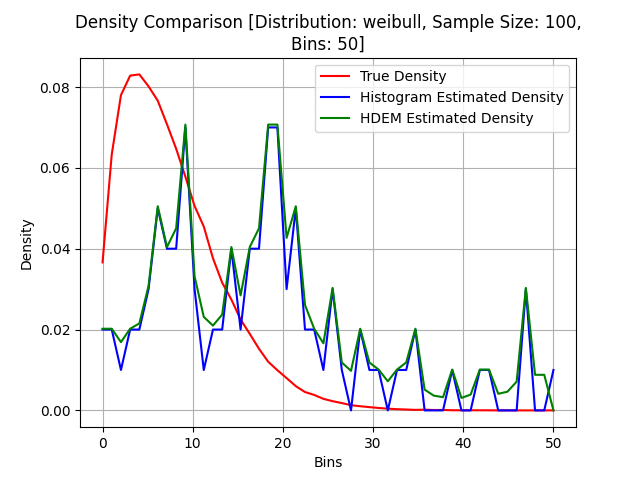 Density Comparison [Distribution: weibull, Sample Size: 100,
Bins: 50]
True Density
Histogram Estimated Density
HDEM Estimated Density
Density
0.08
0.06
0.04
0.02
0.00
0 10 20 30 40 50
Bins